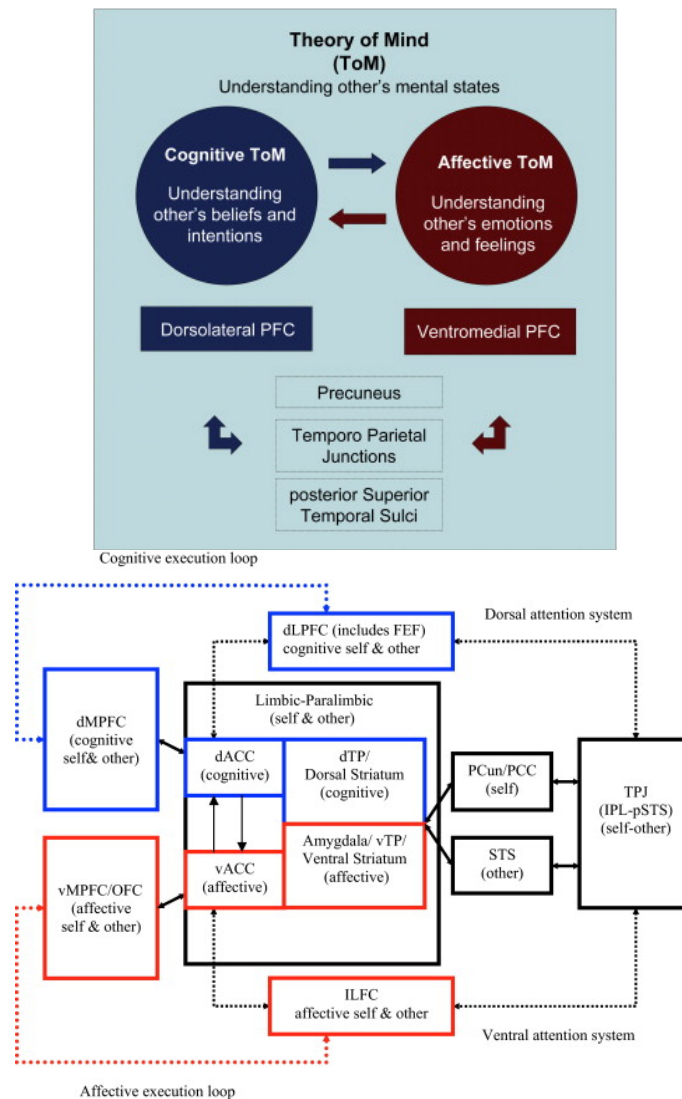 Theory of Mind
(ToM)
Understanding other's mental states
Cognitive ToM
Understanding
other's beliefs and
intentions
Affective ToM
Understanding
other's emotions
and feelings
Dorsolateral PFC
Ventromedial PFC
Precuneus
Temporo Parietal
Junctions
posterior Superior
Temporal Sulci
Cognitive execution loop
dLPFC (includes FEF)
cognitive self & other
Dorsal attention system
Limbic-Paralimbic
(self & other)
dMPFC
(cognitive
self& other)
dACC
(cognitive)
dTP/
Dorsal Striatum
(cognitive)
PCun/PCC
(self)
TPJ
(IPL-pSTS)
(self-other)
vMPFC/OFC
(affective
self & other)
vACC
(affective)
Amygdala/ vTP/
Ventral Striatum
(affective)
STS
(other)
ILFC
affective self & other
Ventral attention system
Affective execution loop